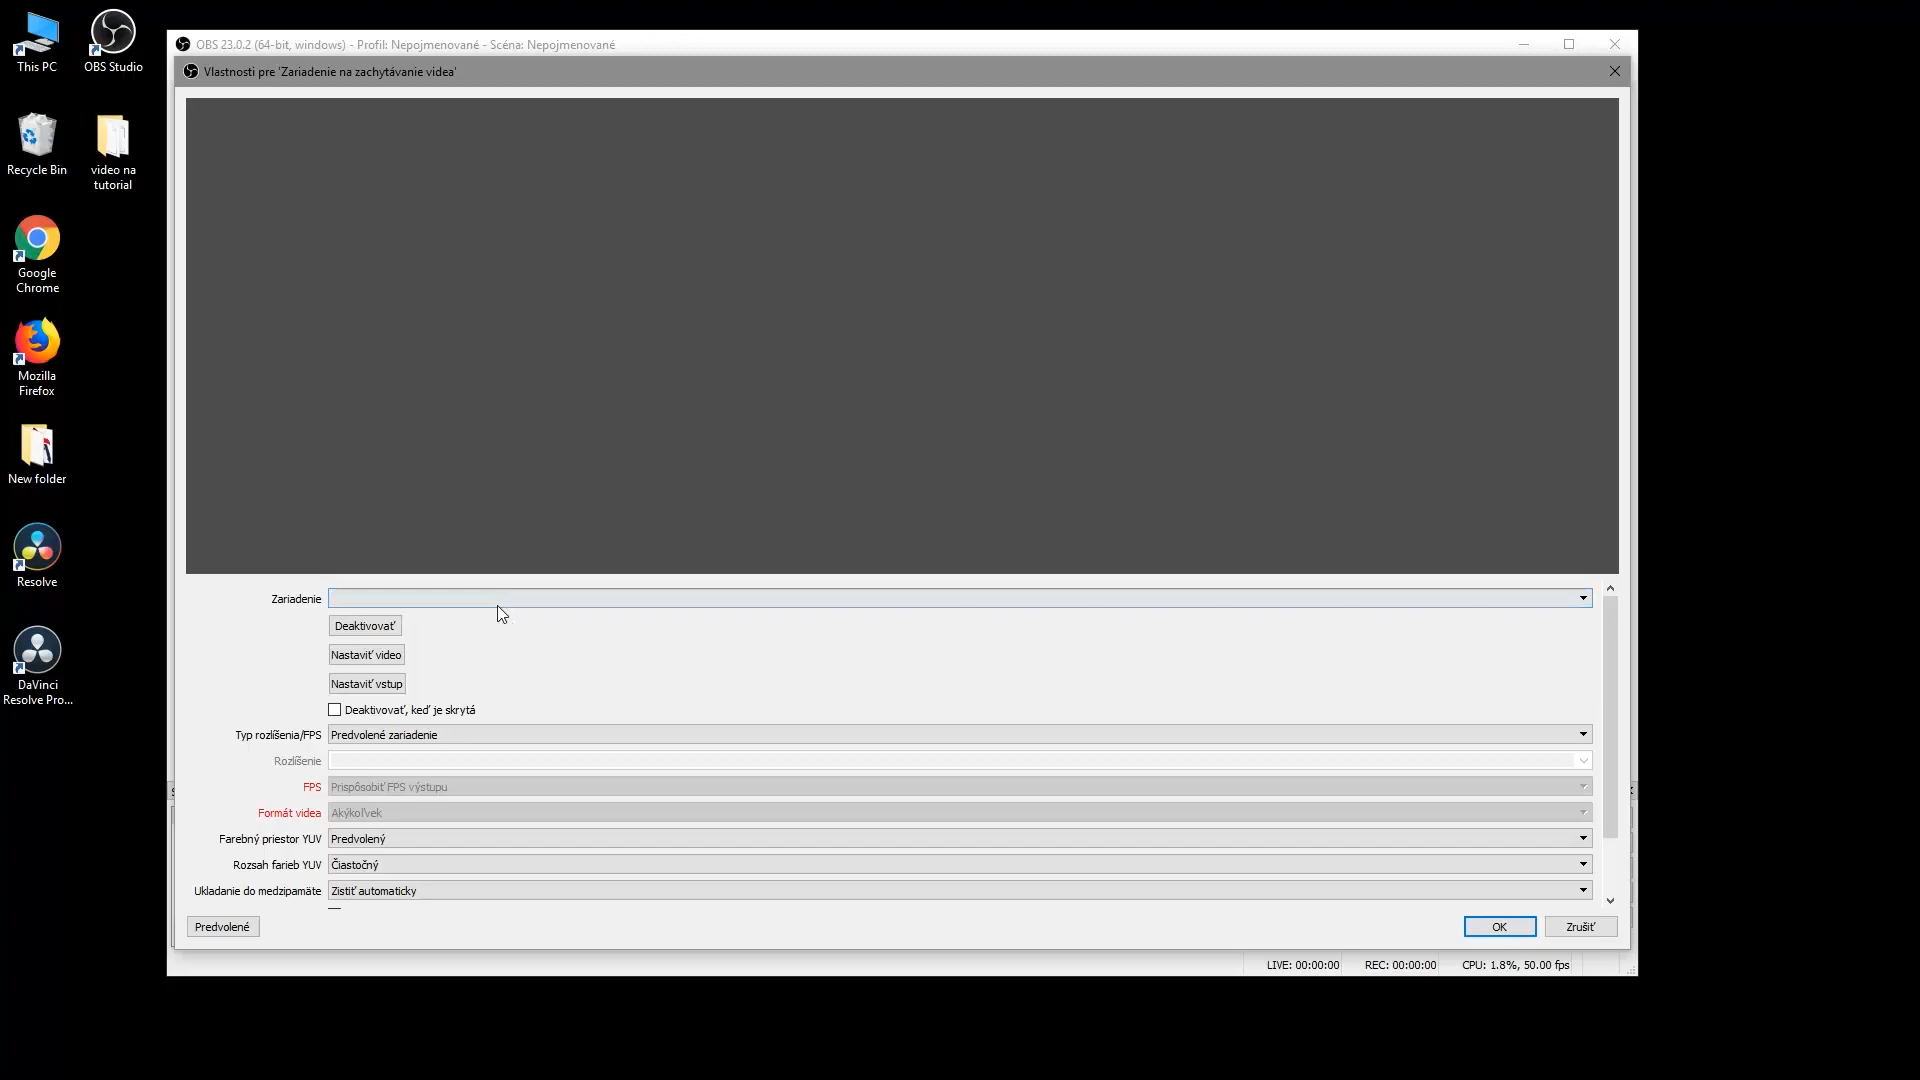 This PC
OBS Studio
Recycle Bin
video na
tutorial
Google
Chrome
Mozilla
Firefox
New folder
Resolve
DaVinci
Resolve Pro...
OBS 23.0.2 (64-bit, windows) - Profil: Nepojmenované - Scéna: Nepojmenované
Vlastnosti pre 'Zariadenie na zachytávanie videa'
Zariadenie
Deaktivovať
Nastaviť video
Nastaviť vstup
Deaktivovať, keď je skrytá
Typ rozlíšenia/FPS Predvolené zariadenie
Rozlíšenie
FPS Prispôsobiť FPS výstupu
Formát videa Akýkoľvek
Farebný priestor YUV Predvolený
Rozsah farieb YUV Čiastočný
Ukladanie do medzipamäte Zistiť automaticky
Predvolené
OK
Zrušiť
LIVE: 00:00:00
REC: 00:00:00
CPU: 1.8%, 50.00 fps